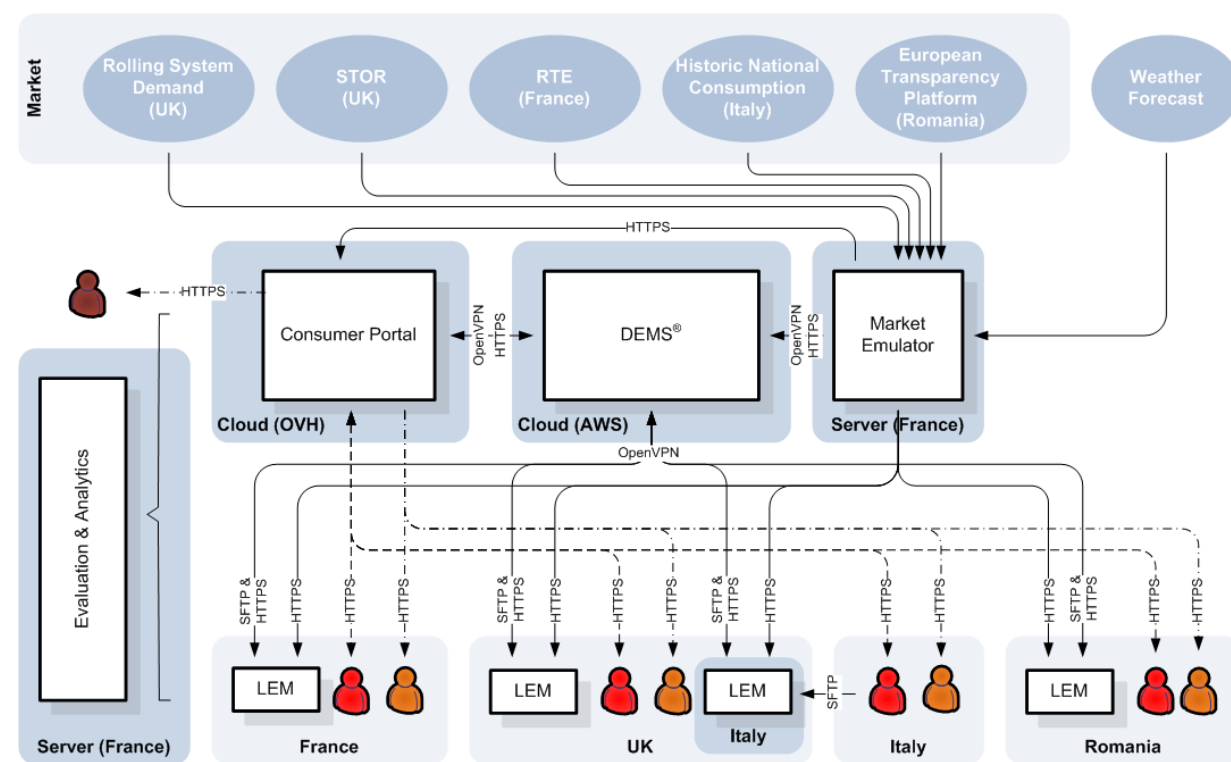 Market
Rolling System
Demand
(UK)
STOR
(UK)
RTE
(France)
Historic National
Consumption
(Italy)
European
Transparency
Platform
(Romania)
Weather
Forecast
HTTPS
HTTPS
Consumer Portal
OpenVPN
HTTPS
DEMS®
OpenVPN
HTTPS
Market
Emulator
Cloud (OVH)
Cloud (AWS)
Server (France)
OpenVPN
Evaluation & Analytics
Server (France)
SFTP &
HTTPS
HTTPS
HTTPS
HTTPS
SFTP &
HTTPS
HTTPS
HTTPS
HTTPS
SFTP &
HTTPS
HTTPS
HTTPS
HTTPS
HTTPS
SFTP &
HTTPS
HTTPS
HTTPS
LEM
LEM
LEM
SFTP
LEM
Italy
France
UK
Italy
Romania